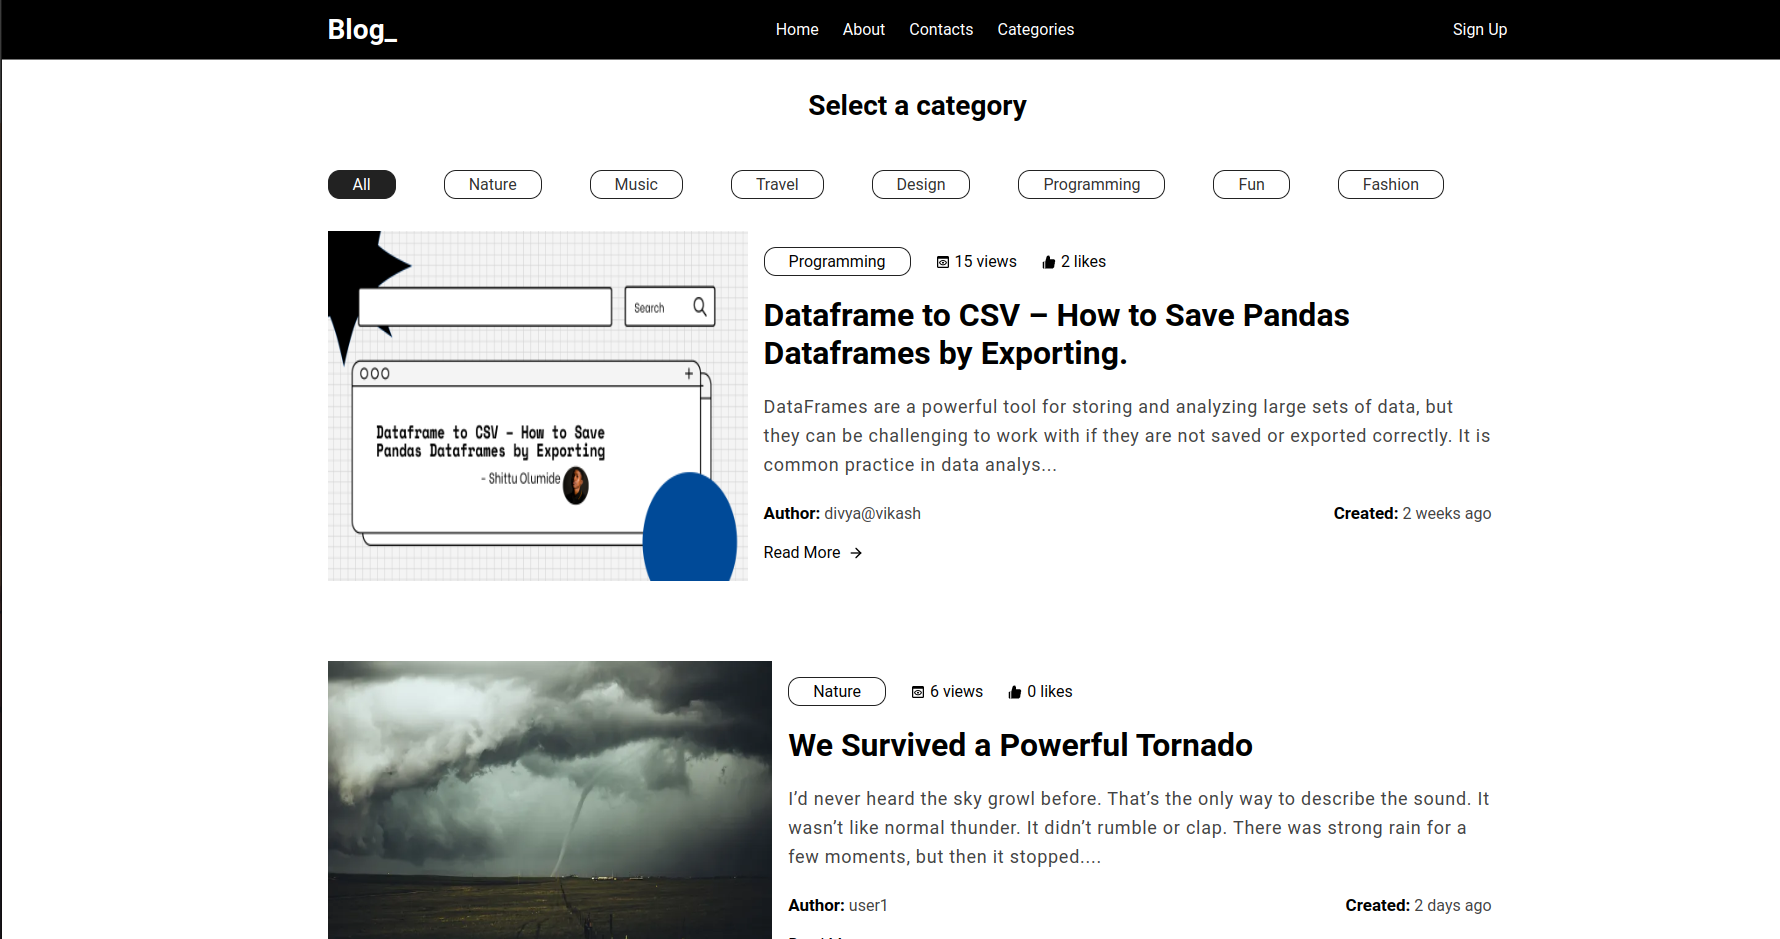 Blog_
Home About Contacts Categories
Sign Up
Select a category
All Nature Music Travel Design Programming Fun Fashion
Search
Dataframe to CSV – How to Save
Pandas Dataframes by Exporting
- Shittu Olumide
Programming 15 views 2 likes
Dataframe to CSV – How to Save Pandas
Dataframes by Exporting.
DataFrames are a powerful tool for storing and analyzing large sets of data, but
they can be challenging to work with if they are not saved or exported correctly. It is
common practice in data analys...
Author: divya@vikash Created: 2 weeks ago
Read More →
Nature 6 views 0 likes
We Survived a Powerful Tornado
I’d never heard the sky growl before. That’s the only way to describe the sound. It
wasn’t like normal thunder. It didn’t rumble or clap. There was strong rain for a
few moments, but then it stopped....
Author: user1 Created: 2 days ago